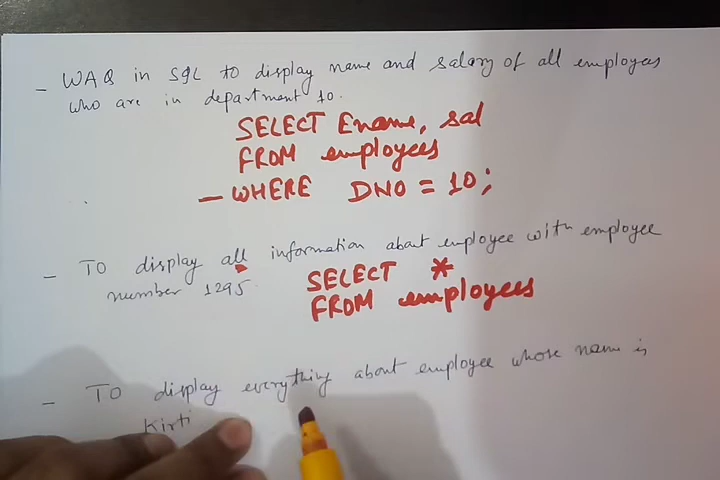 - WAQ in SQL to display name and salary of all employees
who are in department 10.
SELECT Ename, sal
FROM employees
- WHERE DNO = 10;
- TO display all information about employee with employee
number 1295.
SELECT *
FROM employees
- TO display everything about employee whose name is
Kirti